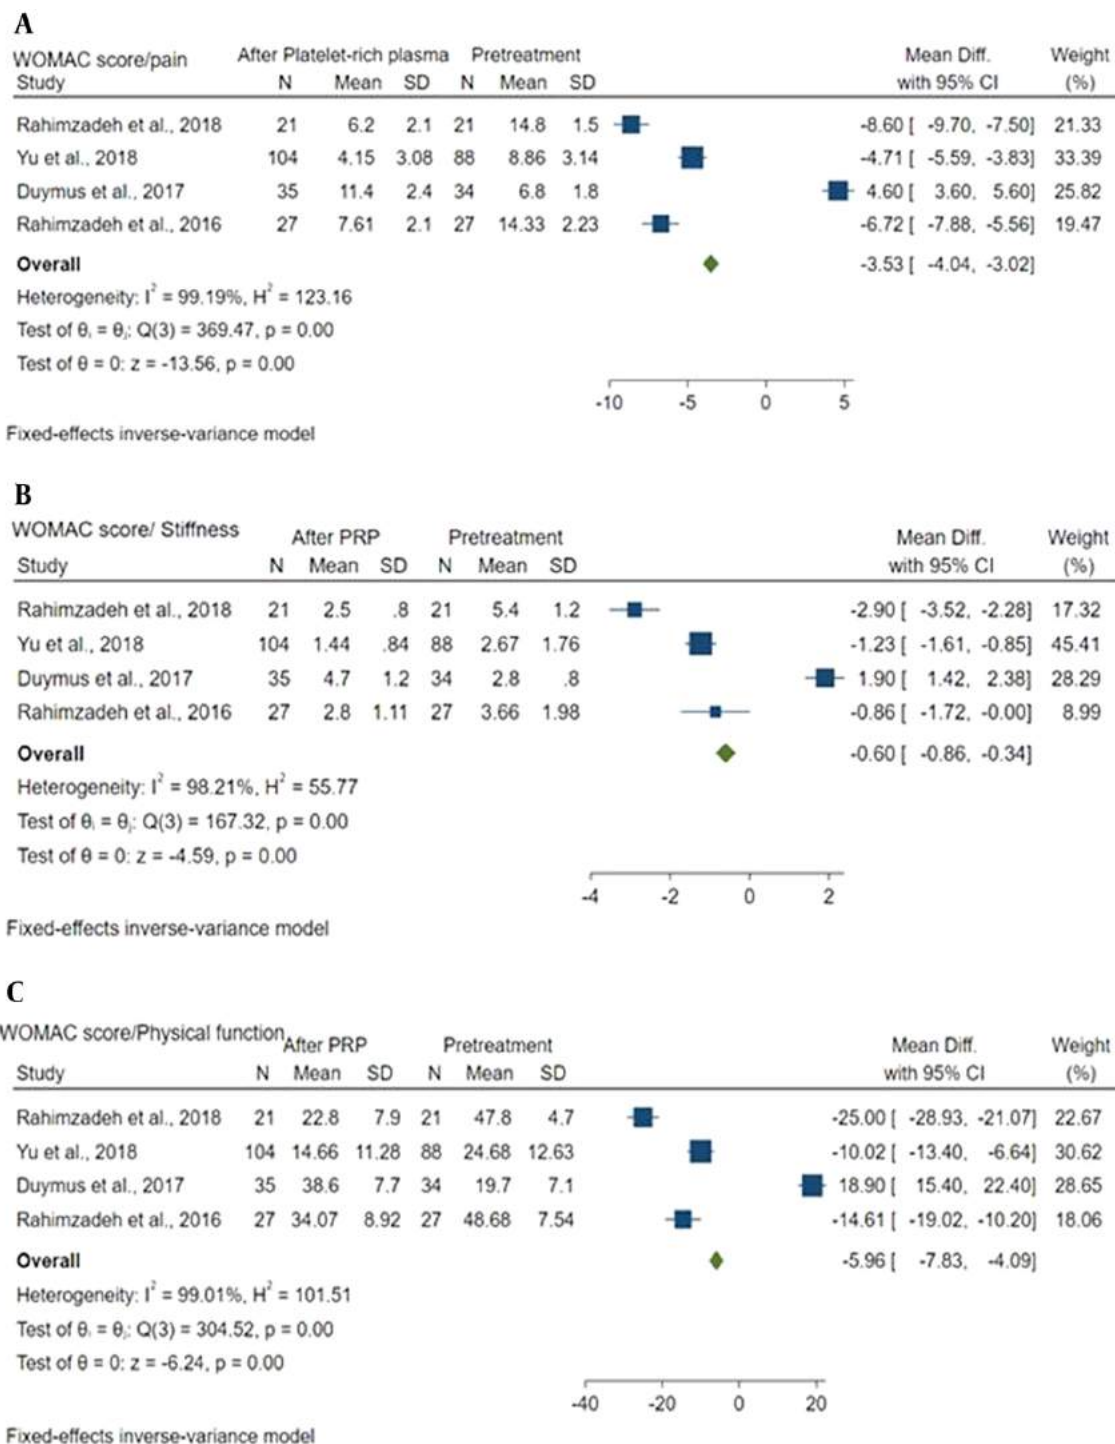 A
WOMAC score/pain After Platelet-rich plasma Pretreatment Mean Diff. Weight
Study N Mean SD N Mean SD with 95% CI (%)
Rahimzadeh et al., 2018 21 6.2 2.1 21 14.8 1.5 -8.60 [ -9.70, -7.50] 21.33
Yu et al., 2018 104 4.15 3.08 88 8.86 3.14 -4.71 [ -5.59, -3.83] 33.39
Duymus et al., 2017 35 11.4 2.4 34 6.8 1.8 4.60 [ 3.60, 5.60] 25.82
Rahimzadeh et al., 2016 27 7.61 2.1 27 14.33 2.23 -6.72 [ -7.88, -5.56] 19.47
Overall -3.53 [ -4.04, -3.02]
Heterogeneity: I² = 99.19%, H² = 123.16
Test of θᵢ = θⱼ: Q(3) = 369.47, p = 0.00
Test of θ = 0: z = -13.56, p = 0.00
-10 -5 0 5
Fixed-effects inverse-variance model
B
WOMAC score/ Stiffness After PRP Pretreatment Mean Diff. Weight
Study N Mean SD N Mean SD with 95% CI (%)
Rahimzadeh et al., 2018 21 2.5 .8 21 5.4 1.2 -2.90 [ -3.52, -2.28] 17.32
Yu et al., 2018 104 1.44 .84 88 2.67 1.76 -1.23 [ -1.61, -0.85] 45.41
Duymus et al., 2017 35 4.7 1.2 34 2.8 .8 1.90 [ 1.42, 2.38] 28.29
Rahimzadeh et al., 2016 27 2.8 1.11 27 3.66 1.98 -0.86 [ -1.72, -0.00] 8.99
Overall -0.60 [ -0.86, -0.34]
Heterogeneity: I² = 98.21%, H² = 55.77
Test of θᵢ = θⱼ: Q(3) = 167.32, p = 0.00
Test of θ = 0: z = -4.59, p = 0.00
-4 -2 0 2
Fixed-effects inverse-variance model
C
WOMAC score/Physical function After PRP Pretreatment Mean Diff. Weight
Study N Mean SD N Mean SD with 95% CI (%)
Rahimzadeh et al., 2018 21 22.8 7.9 21 47.8 4.7 -25.00 [ -28.93, -21.07] 22.67
Yu et al., 2018 104 14.66 11.28 88 24.68 12.63 -10.02 [ -13.40, -6.64] 30.62
Duymus et al., 2017 35 38.6 7.7 34 19.7 7.1 18.90 [ 15.40, 22.40] 28.65
Rahimzadeh et al., 2016 27 34.07 8.92 27 48.68 7.54 -14.61 [ -19.02, -10.20] 18.06
Overall -5.96 [ -7.83, -4.09]
Heterogeneity: I² = 99.01%, H² = 101.51
Test of θᵢ = θⱼ: Q(3) = 304.52, p = 0.00
Test of θ = 0: z = -6.24, p = 0.00
-40 -20 0 20
Fixed-effects inverse-variance model